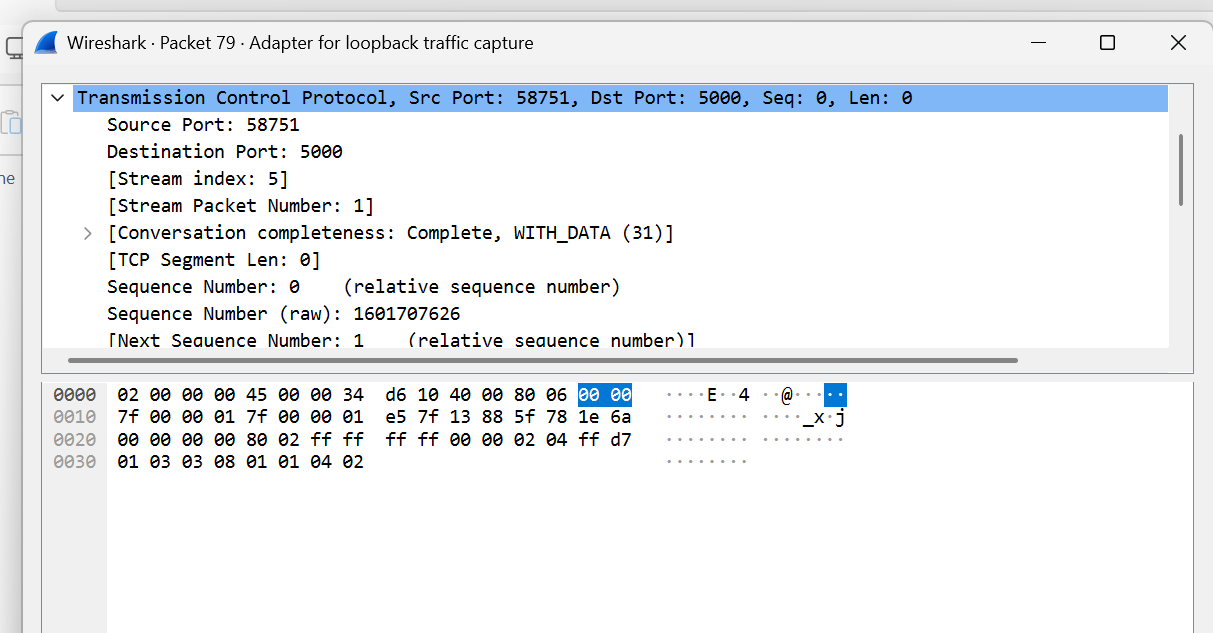 Wireshark · Packet 79 · Adapter for loopback traffic capture
Transmission Control Protocol, Src Port: 58751, Dst Port: 5000, Seq: 0, Len: 0
Source Port: 58751
Destination Port: 5000
[Stream index: 5]
[Stream Packet Number: 1]
[Conversation completeness: Complete, WITH_DATA (31)]
[TCP Segment Len: 0]
Sequence Number: 0    (relative sequence number)
Sequence Number (raw): 1601707626
[Next Sequence Number: 1    (relative sequence number)]
0000  02 00 00 00 45 00 00 34  d6 10 40 00 80 06 00 00   ····E··4 ··@·····
0010  7f 00 00 01 7f 00 00 01  e5 7f 13 88 5f 78 1e 6a   ········ ····_x·j
0020  00 00 00 00 80 02 ff ff  ff ff 00 00 02 04 ff d7   ········ ········
0030  01 03 03 08 01 01 04 02                            ········